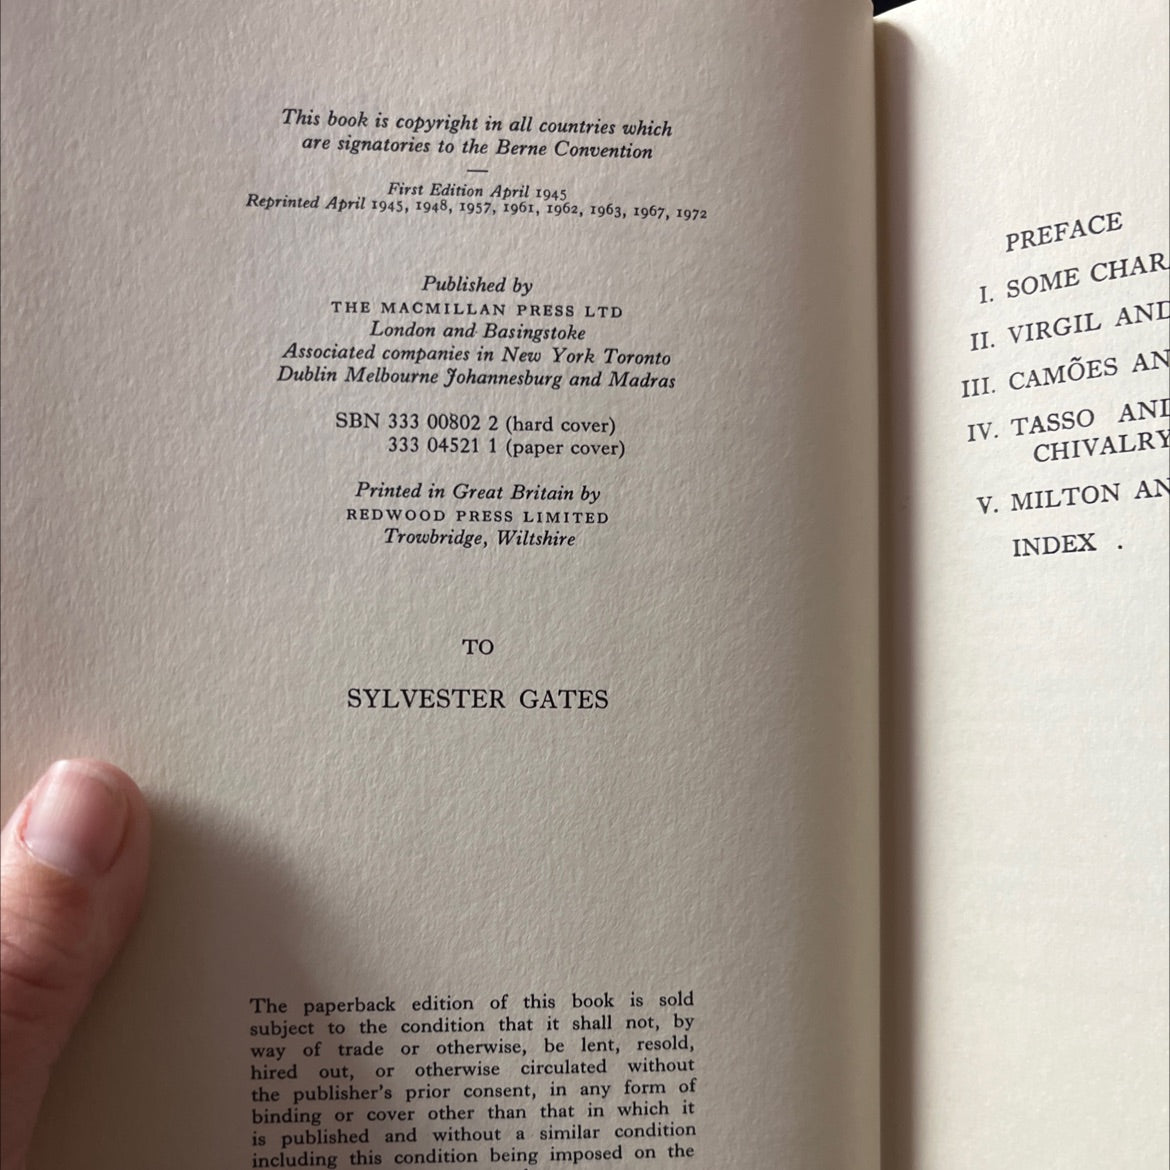 This book is copyright in all countries which
are signatories to the Berne Convention
First Edition April 1945
Reprinted April 1945, 1948, 1957, 1961, 1962, 1963, 1967, 1972
Published by
THE MACMILLAN PRESS LTD
London and Basingstoke
Associated companies in New York Toronto
Dublin Melbourne Johannesburg and Madras
SBN 333 00802 2 (hard cover)
333 04521 1 (paper cover)
Printed in Great Britain by
REDWOOD PRESS LIMITED
Trowbridge, Wiltshire
TO
SYLVESTER GATES
The paperback edition of this book is sold
subject to the condition that it shall not, by
way of trade or otherwise, be lent, resold,
hired out, or otherwise circulated without
the publisher's prior consent, in any form of
binding or cover other than that in which it
is published and without a similar condition
including this condition being imposed on the
PREFACE
I. SOME CHAR
II. VIRGIL AND
III. CAMÕES AN
IV. TASSO AND
CHIVALRY
V. MILTON AN
INDEX .